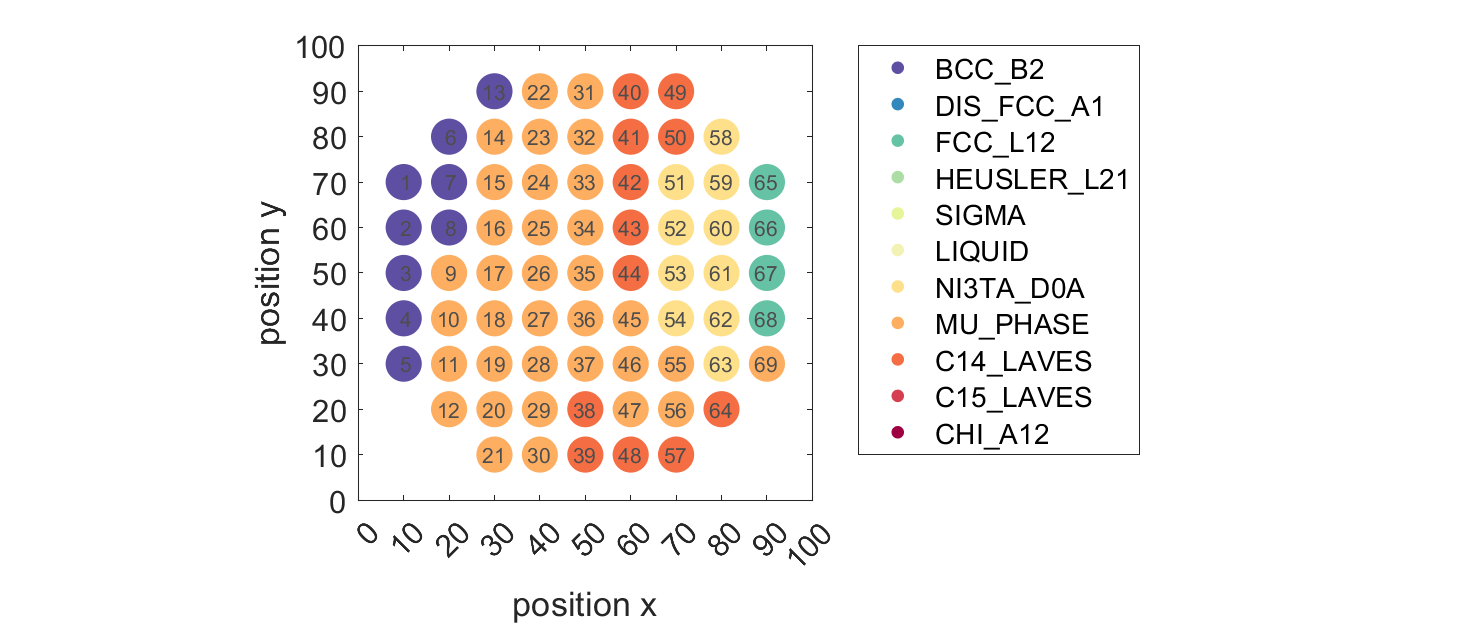 100
90
80
70
60
50
40
30
20
10
0
position y
13 22 31 40 49
6 14 23 32 41 50 58
1 7 15 24 33 42 51 59 65
2 8 16 25 34 43 52 60 66
3 9 17 26 35 44 53 61 67
4 10 18 27 36 45 54 62 68
5 11 19 28 37 46 55 63 69
12 20 29 38 47 56 64
21 30 39 48 57
0 10 20 30 40 50 60 70 80 90 100
position x
BCC_B2
DIS_FCC_A1
FCC_L12
HEUSLER_L21
SIGMA
LIQUID
NI3TA_D0A
MU_PHASE
C14_LAVES
C15_LAVES
CHI_A12